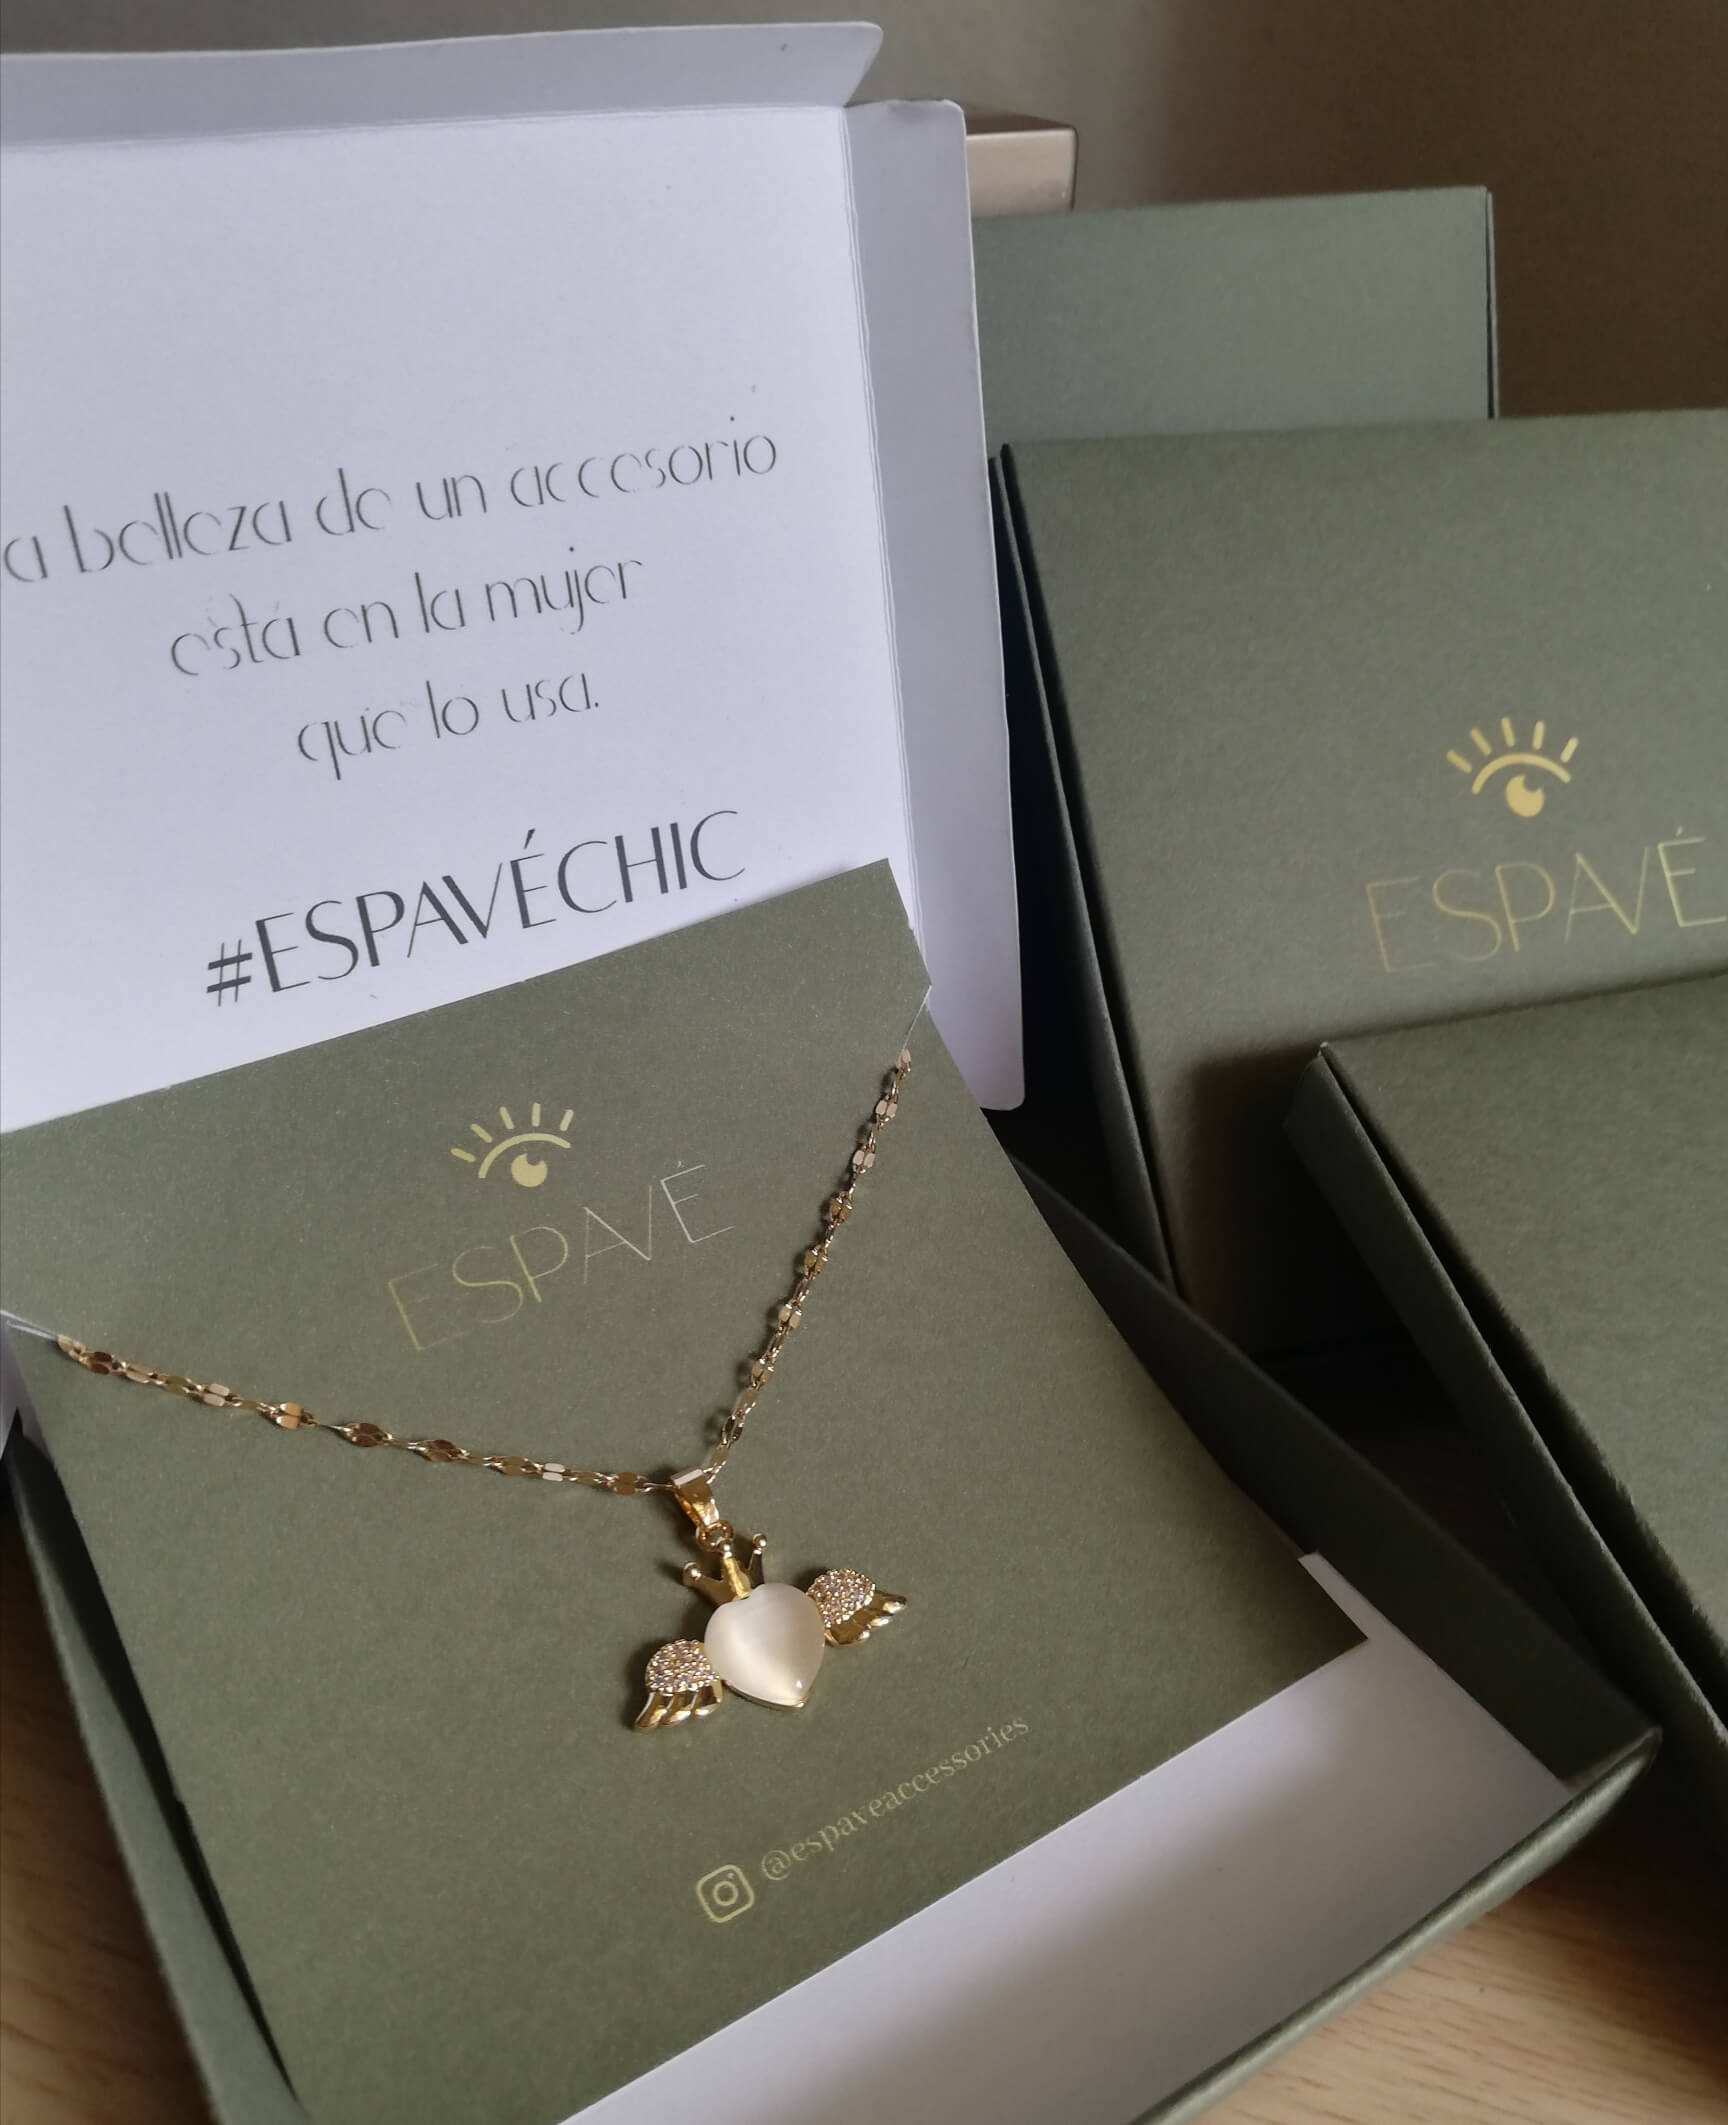 a belleza de un accesorio
está en la mujer
que lo usa.
#ESPAVÉCHIC
ESPAVÉ
@espaveaccessories
ESPAVÉ